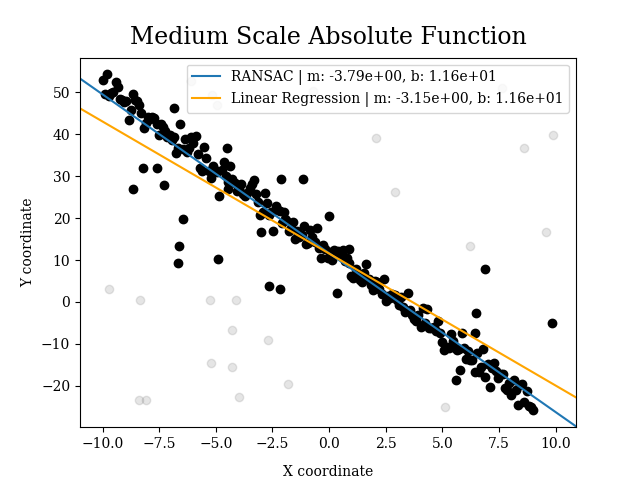 Medium Scale Absolute Function
RANSAC | m: -3.79e+00, b: 1.16e+01
Linear Regression | m: -3.15e+00, b: 1.16e+01
Y coordinate
50
40
30
20
10
0
−10
−20
−10.0 −7.5 −5.0 −2.5 0.0 2.5 5.0 7.5 10.0
X coordinate